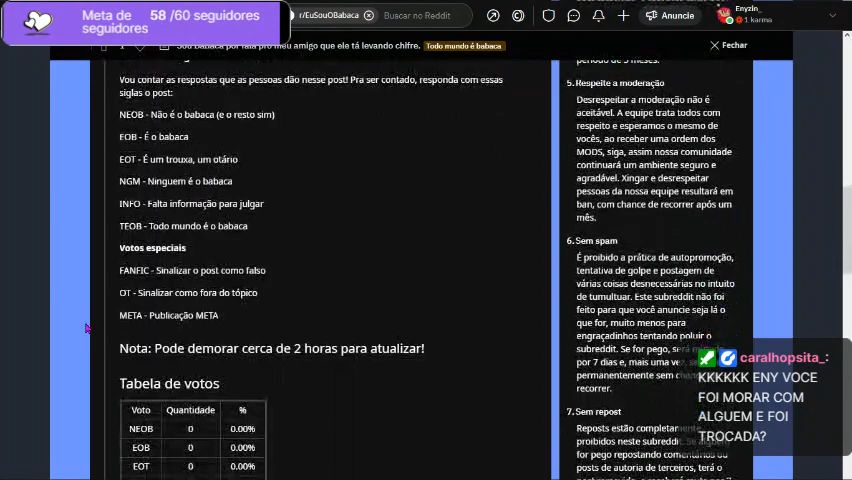 Meta de
seguidores
58 /60 seguidores
r/EuSouOBabaca
Buscar no Reddit
Anuncie
Enyzin_
1 karma
Sou babaca por fala pro meu amigo que ele tá levando chifre.
Todo mundo é babaca
Fechar
Vou contar as respostas que as pessoas dão nesse post! Pra ser contado, responda com essas
siglas o post:
NEOB - Não é o babaca (e o resto sim)
EOB - É o babaca
EOT - É um trouxa, um otário
NGM - Ninguem é o babaca
INFO - Falta informação para julgar
TEOB - Todo mundo é o babaca
Votos especiais
FANFIC - Sinalizar o post como falso
OT - Sinalizar como fora do tópico
META - Publicação META
Nota: Pode demorar cerca de 2 horas para atualizar!
Tabela de votos
Voto Quantidade %
NEOB 0 0.00%
EOB 0 0.00%
EOT 0 0.00%
período de 3 meses.
5. Respeite a moderação
Desrespeitar a moderação não é
aceitável. A equipe trata todos com
respeito e esperamos o mesmo de
vocês, ao receber uma ordem dos
MODS, siga, assim nossa comunidade
continuará um ambiente seguro e
agradável. Xingar e desrespeitar
pessoas da nossa equipe resultará em
ban, com chance de recorrer após um
mês.
6. Sem spam
É proibido a prática de autopromoção,
tentativa de golpe e postagem de
várias coisas desnecessárias no intuito
de tumultuar. Este subreddit não foi
feito para que você anuncie seja lá o
que for, muito menos para
engraçadinhos tentando poluir o
subreddit. Se for pego, será
por 7 dias e, mais uma vez,
permanentemente sem
recorrer.
7. Sem repost
Reposts estão
proibidos neste subreddit. Se
for pego repostando
posts de autoria de terceiros, terá o
caralhopsita_:
KKKKKK ENY VOCE
FOI MORAR COM
ALGUEM E FOI
TROCADA?